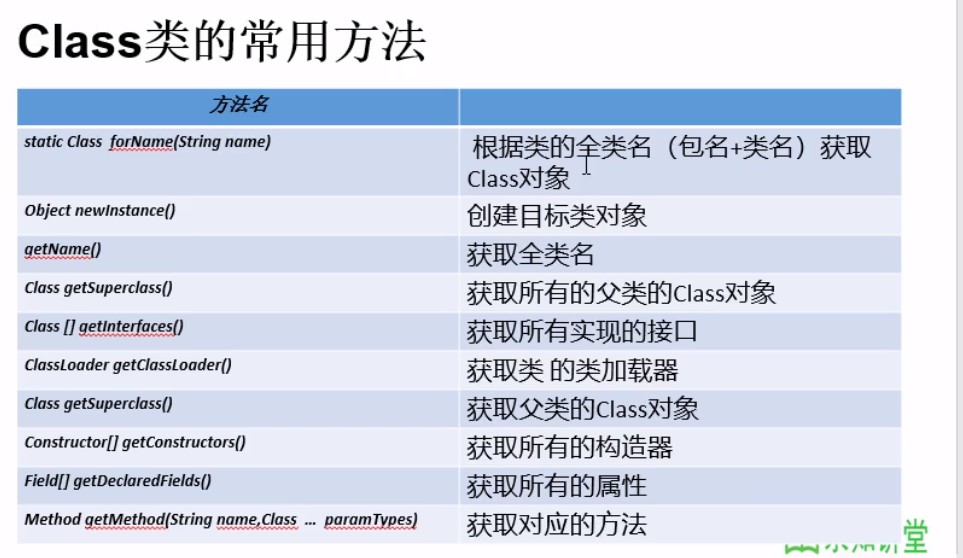 Class类的常用方法
方法名
static Class forName(String name)
根据类的全类名（包名+类名）获取
Class对象
Object newInstance()
创建目标类对象
getName()
获取全类名
Class getSuperclass()
获取所有的父类的Class对象
Class [] getInterfaces()
获取所有实现的接口
ClassLoader getClassLoader()
获取类 的类加载器
Class getSuperclass()
获取父类的Class对象
Constructor[] getConstructors()
获取所有的构造器
Field[] getDeclaredFields()
获取所有的属性
Method getMethod(String name,Class … paramTypes)
获取对应的方法
堂